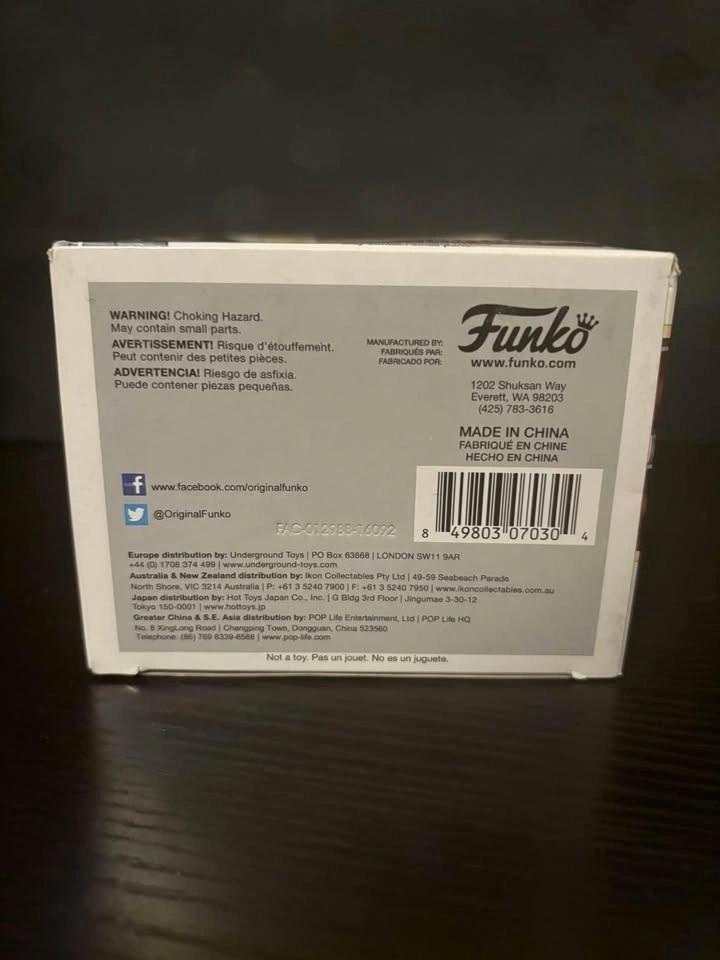 WARNING! Choking Hazard.
May contain small parts.
AVERTISSEMENT! Risque d'étouffement.
Peut contenir des petites pièces.
ADVERTENCIA! Riesgo de asfixia.
Puede contener piezas pequeñas.
MANUFACTURED BY:
FABRIQUÉS PAR:
FABRICADO POR:
Funko
www.funko.com
1202 Shuksan Way
Everett, WA 98203
(425) 783-3616
MADE IN CHINA
FABRIQUÉ EN CHINE
HECHO EN CHINA
f www.facebook.com/originalfunko
@OriginalFunko
FAC-012988-16092
8 49803 07030 4
Europe distribution by: Underground Toys | PO Box 63668 | LONDON SW11 9AR
+44 (0) 1708 374 499 | www.underground-toys.com
Australia & New Zealand distribution by: Ikon Collectables Pty Ltd | 49-59 Seabeach Parade
North Shore, VIC 3214 Australia | P: +61 3 5240 7900 | F: +61 3 5240 7950 | www.ikoncollectables.com.au
Japan distribution by: Hot Toys Japan Co., Inc. | G Bldg 3rd Floor | Jingumae 3-30-12
Tokyo 150-0001 | www.hottoys.jp
Greater China & S.E. Asia distribution by: POP Life Entertainment, Ltd | POP Life HQ
No. 8 XingLong Road | Changping Town, Dongguan, China 523560
Telephone: (86) 769 8339-6568 | www.pop-life.com
Not a toy. Pas un jouet. No es un juguete.